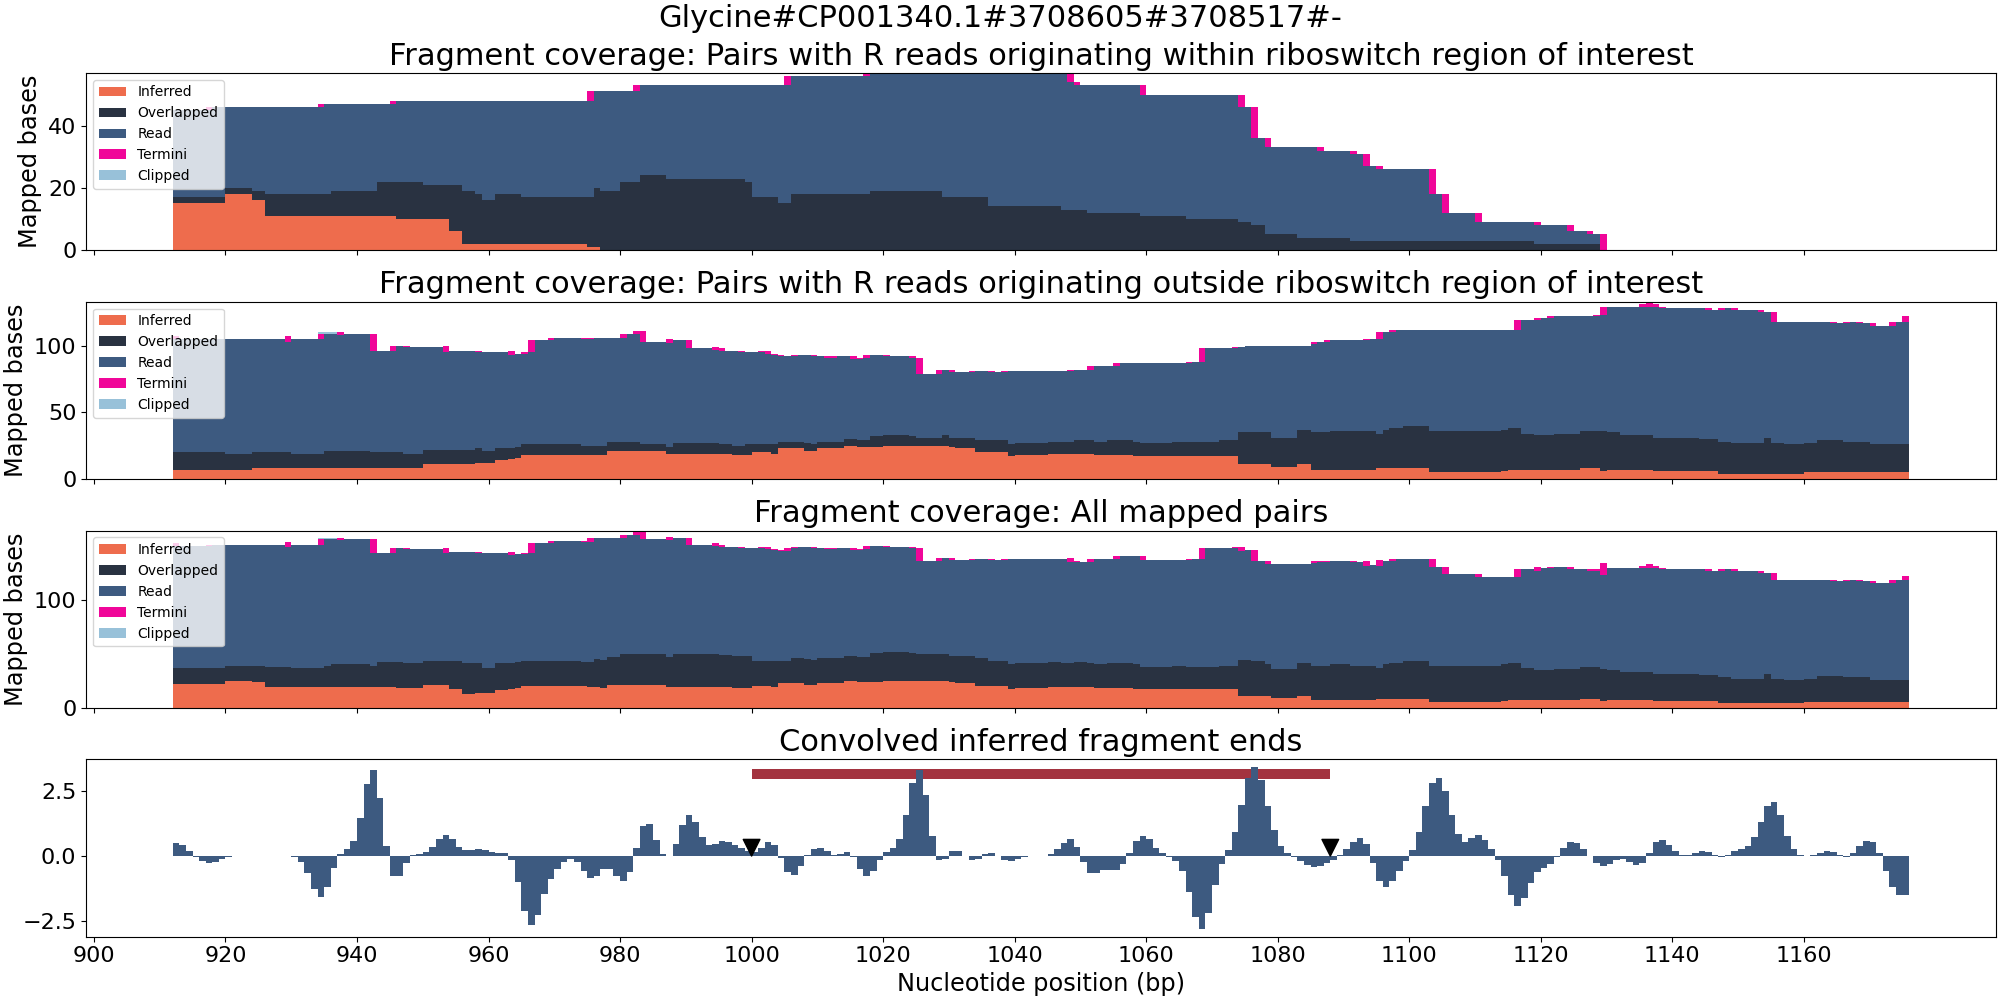 Glycine#CP001340.1#3708605#3708517#-
Fragment coverage: Pairs with R reads originating within riboswitch region of interest
Mapped bases
40
20
0
Inferred
Overlapped
Read
Termini
Clipped
Fragment coverage: Pairs with R reads originating outside riboswitch region of interest
Mapped bases
100
50
0
Inferred
Overlapped
Read
Termini
Clipped
Fragment coverage: All mapped pairs
Mapped bases
100
0
Inferred
Overlapped
Read
Termini
Clipped
Convolved inferred fragment ends
2.5
0.0
−2.5
900 920 940 960 980 1000 1020 1040 1060 1080 1100 1120 1140 1160
Nucleotide position (bp)